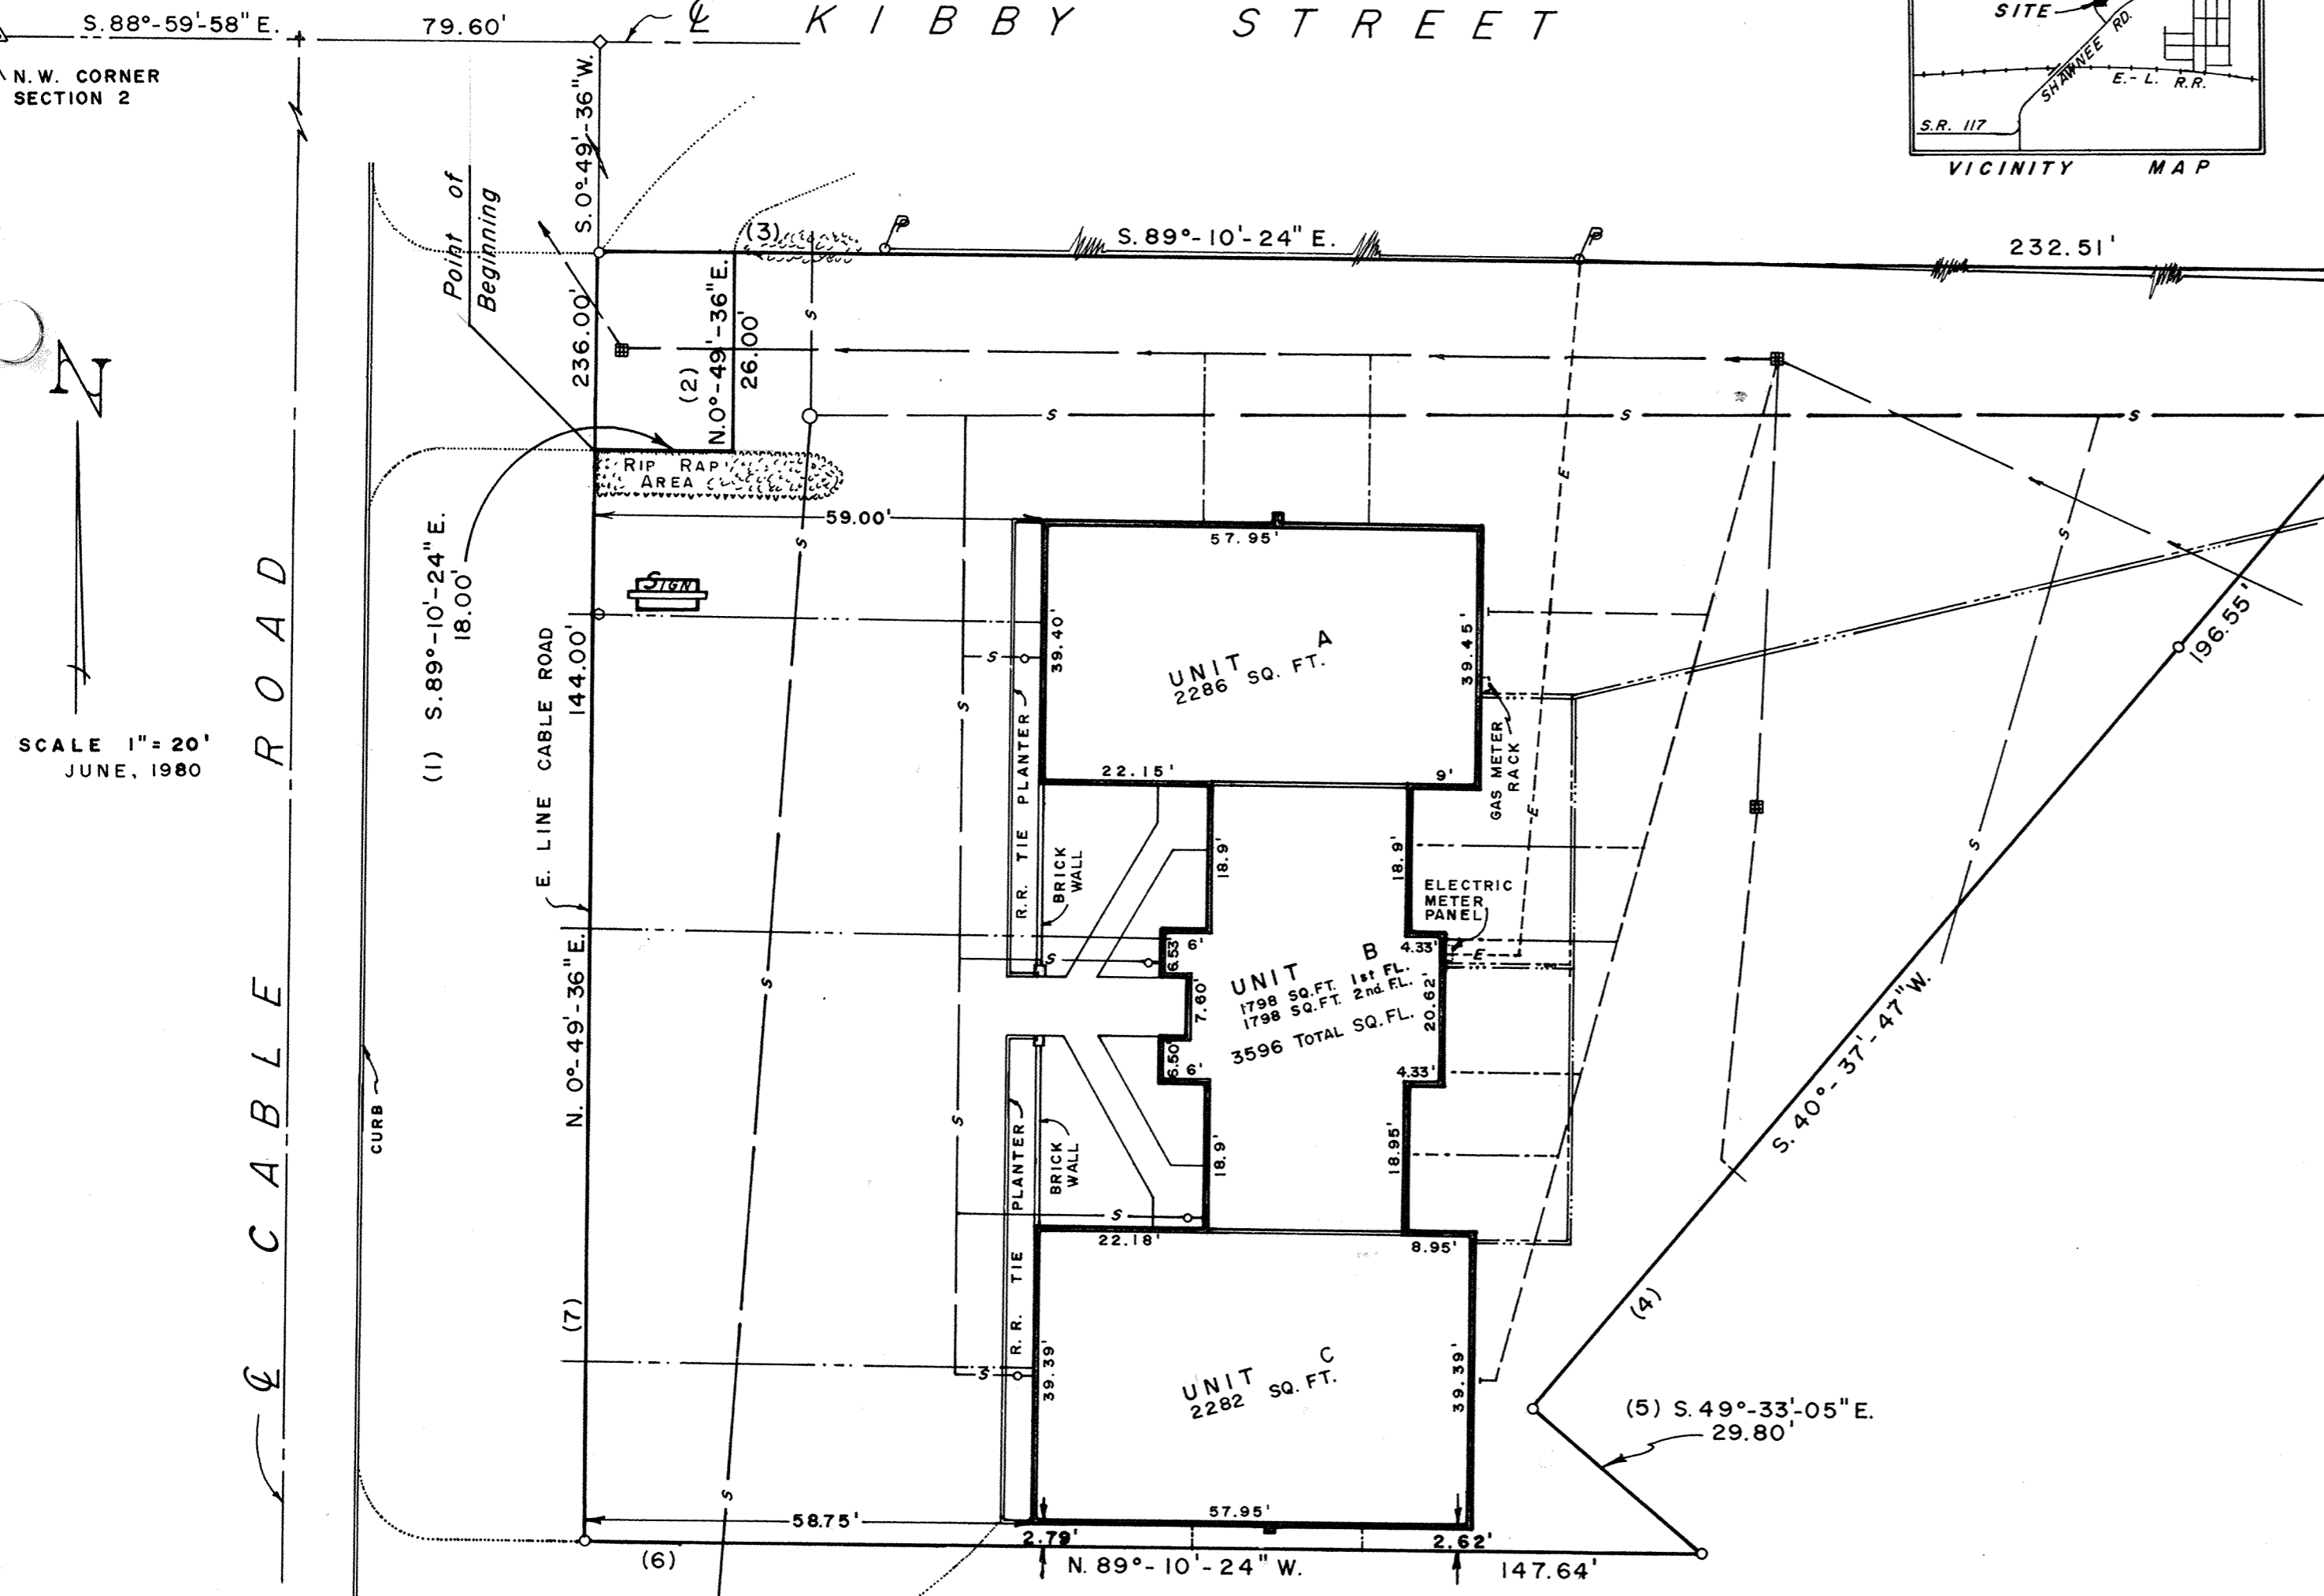 S.88°-59'-58" E.
79.60'
℄ KIBBY STREET
N.W. CORNER
SECTION 2
S. 0°-49'-36" W.
SITE
SHAWNEE RD.
E.-L. R.R.
S.R. 117
VICINITY MAP
Point of
Beginning
(3)
S. 89°-10'-24" E.
232.51'
236.00'
(2)
N.0°-49'-36" E.
26.00'
N
S
S
S
S
RIP RAP
AREA
59.00'
57.95'
E
S
S
(1) S.89°-10'-24" E.
18.00'
SIGN
SCALE 1"= 20'
JUNE, 1980
℄ CABLE ROAD
E. LINE CABLE ROAD
144.00'
N. 0°-49'-36" E.
(7)
CURB
S
39.40'
UNIT A
2286 SQ. FT.
39.45'
196.55'
S
R.R. TIE PLANTER
GAS METER
RACK
22.15'
9'
E
S
BRICK
WALL
18.9'
18.9'
ELECTRIC
METER
PANEL
6'
6.53'
4.33'
E
S
S
7.60'
UNIT B
1798 SQ.FT. 1st FL.
1798 SQ.FT. 2nd FL.
3596 TOTAL SQ.FL.
20.62'
S. 40°-37'-47" W.
6.50'
6'
4.33'
S
R.R. TIE PLANTER
BRICK
WALL
18.9'
18.95'
S
22.18'
8.95'
(4)
S
39.39'
UNIT C
2282 SQ. FT.
39.39'
(5) S. 49°-33'-05" E.
29.80'
S
58.75'
57.95'
2.79'
2.62'
(6)
N. 89°-10'-24" W.
147.64'